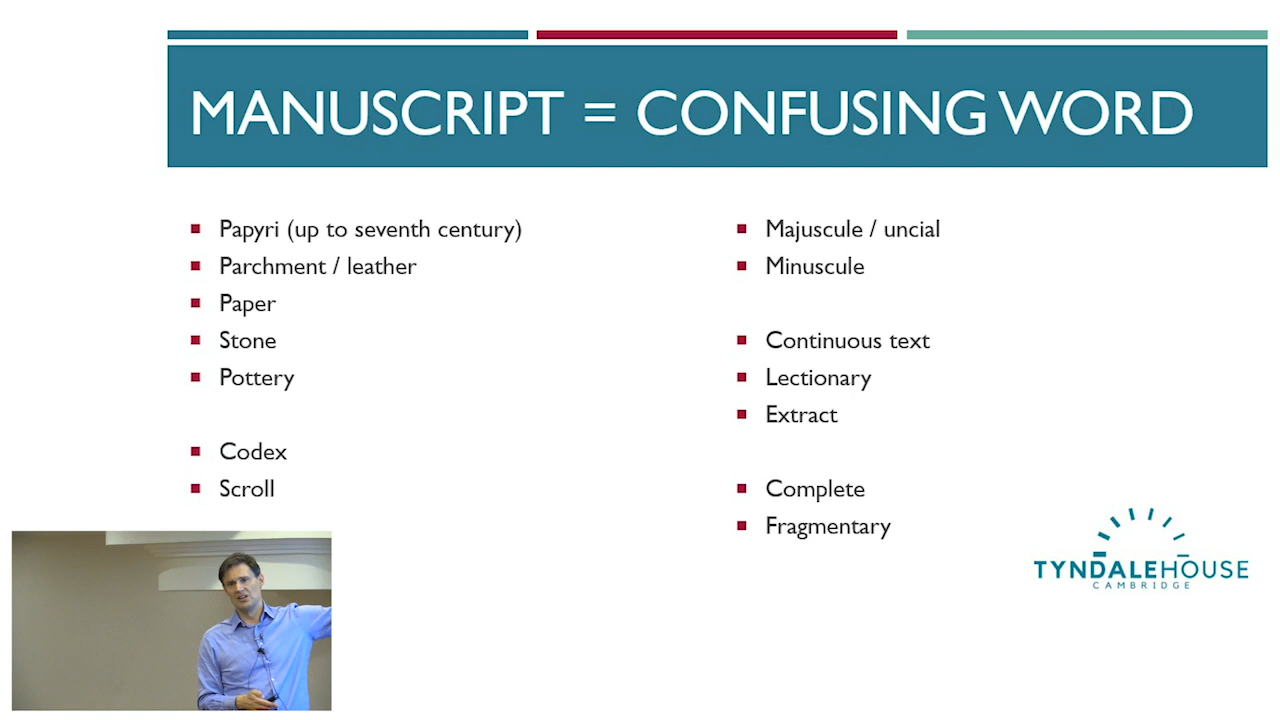 MANUSCRIPT = CONFUSING WORD
Papyri (up to seventh century)
Parchment / leather
Paper
Stone
Pottery
Codex
Scroll
Majuscule / uncial
Minuscule
Continuous text
Lectionary
Extract
Complete
Fragmentary
TYNDALEHOUSE
CAMBRIDGE